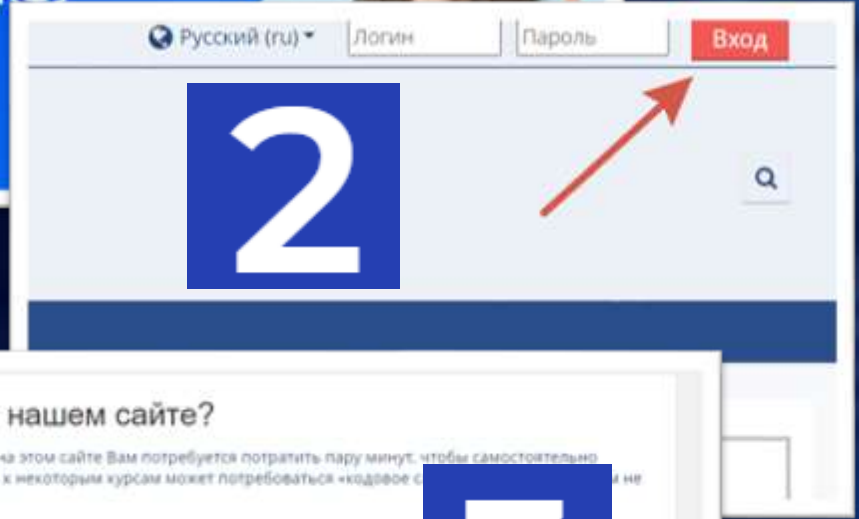 Русский (ru) Логин Пароль Вход
2
нашем сайте?
на этом сайте Вам потребуется потратить пару минут, чтобы самостоятельно
к некоторым курсам может потребоваться «кодовое с м не